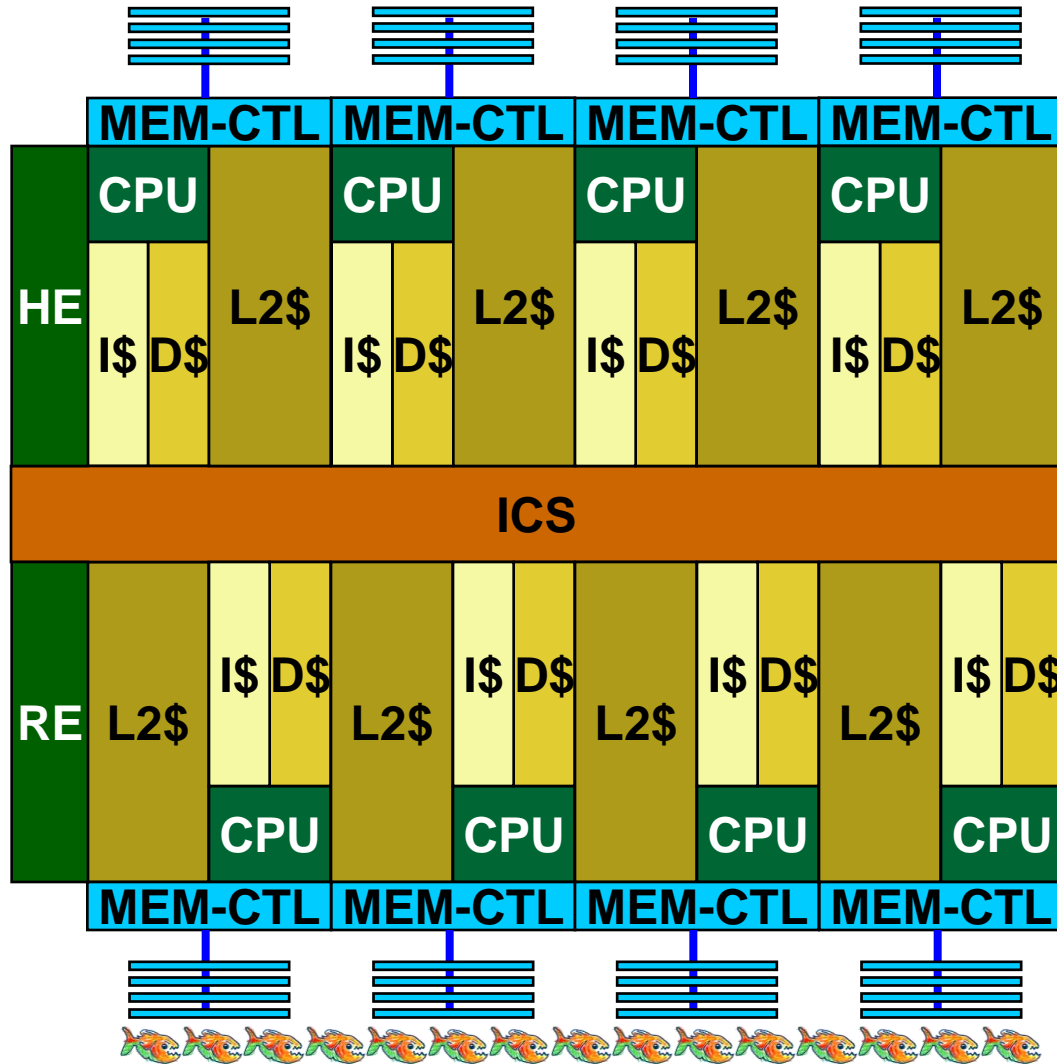 MEM-CTL MEM-CTL MEM-CTL MEM-CTL
CPU CPU CPU CPU
HE L2$ L2$ L2$ L2$
I$ D$ I$ D$ I$ D$ I$ D$
ICS
I$ D$ I$ D$ I$ D$ I$ D$
RE L2$ L2$ L2$ L2$
CPU CPU CPU CPU
MEM-CTL MEM-CTL MEM-CTL MEM-CTL